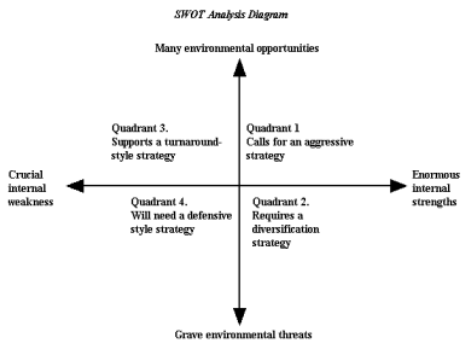 SWOT Analysis Diagram
Many environmental opportunities
Quadrant 3.
Supports a turnaround-
style strategy
Quadrant 1
Calls for an aggressive
strategy
Crucial
internal
weakness
Enormous
internal
strengths
Quadrant 4.
Will need a defensive
style strategy
Quadrant 2.
Requires a
diversification
strategy
Grave environmental threats